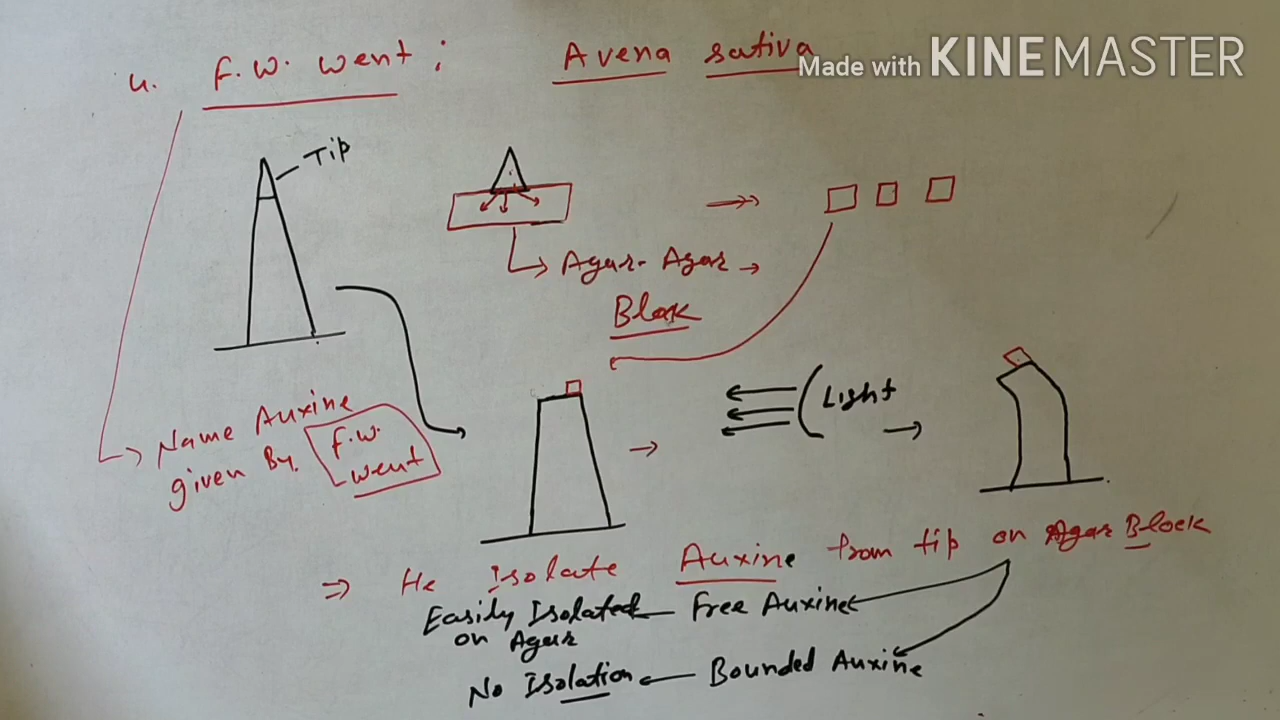 4. F.W. went ; Avena sativa
Made with KINEMASTER
Tip
Agar-Agar
Block
Name Auxine
given By. F.W.
went
Light
⇒ He Isolate Auxine from tip on Agar Block
Easily Isolated Free Auxine
on Agar
No Isolation Bounded Auxine